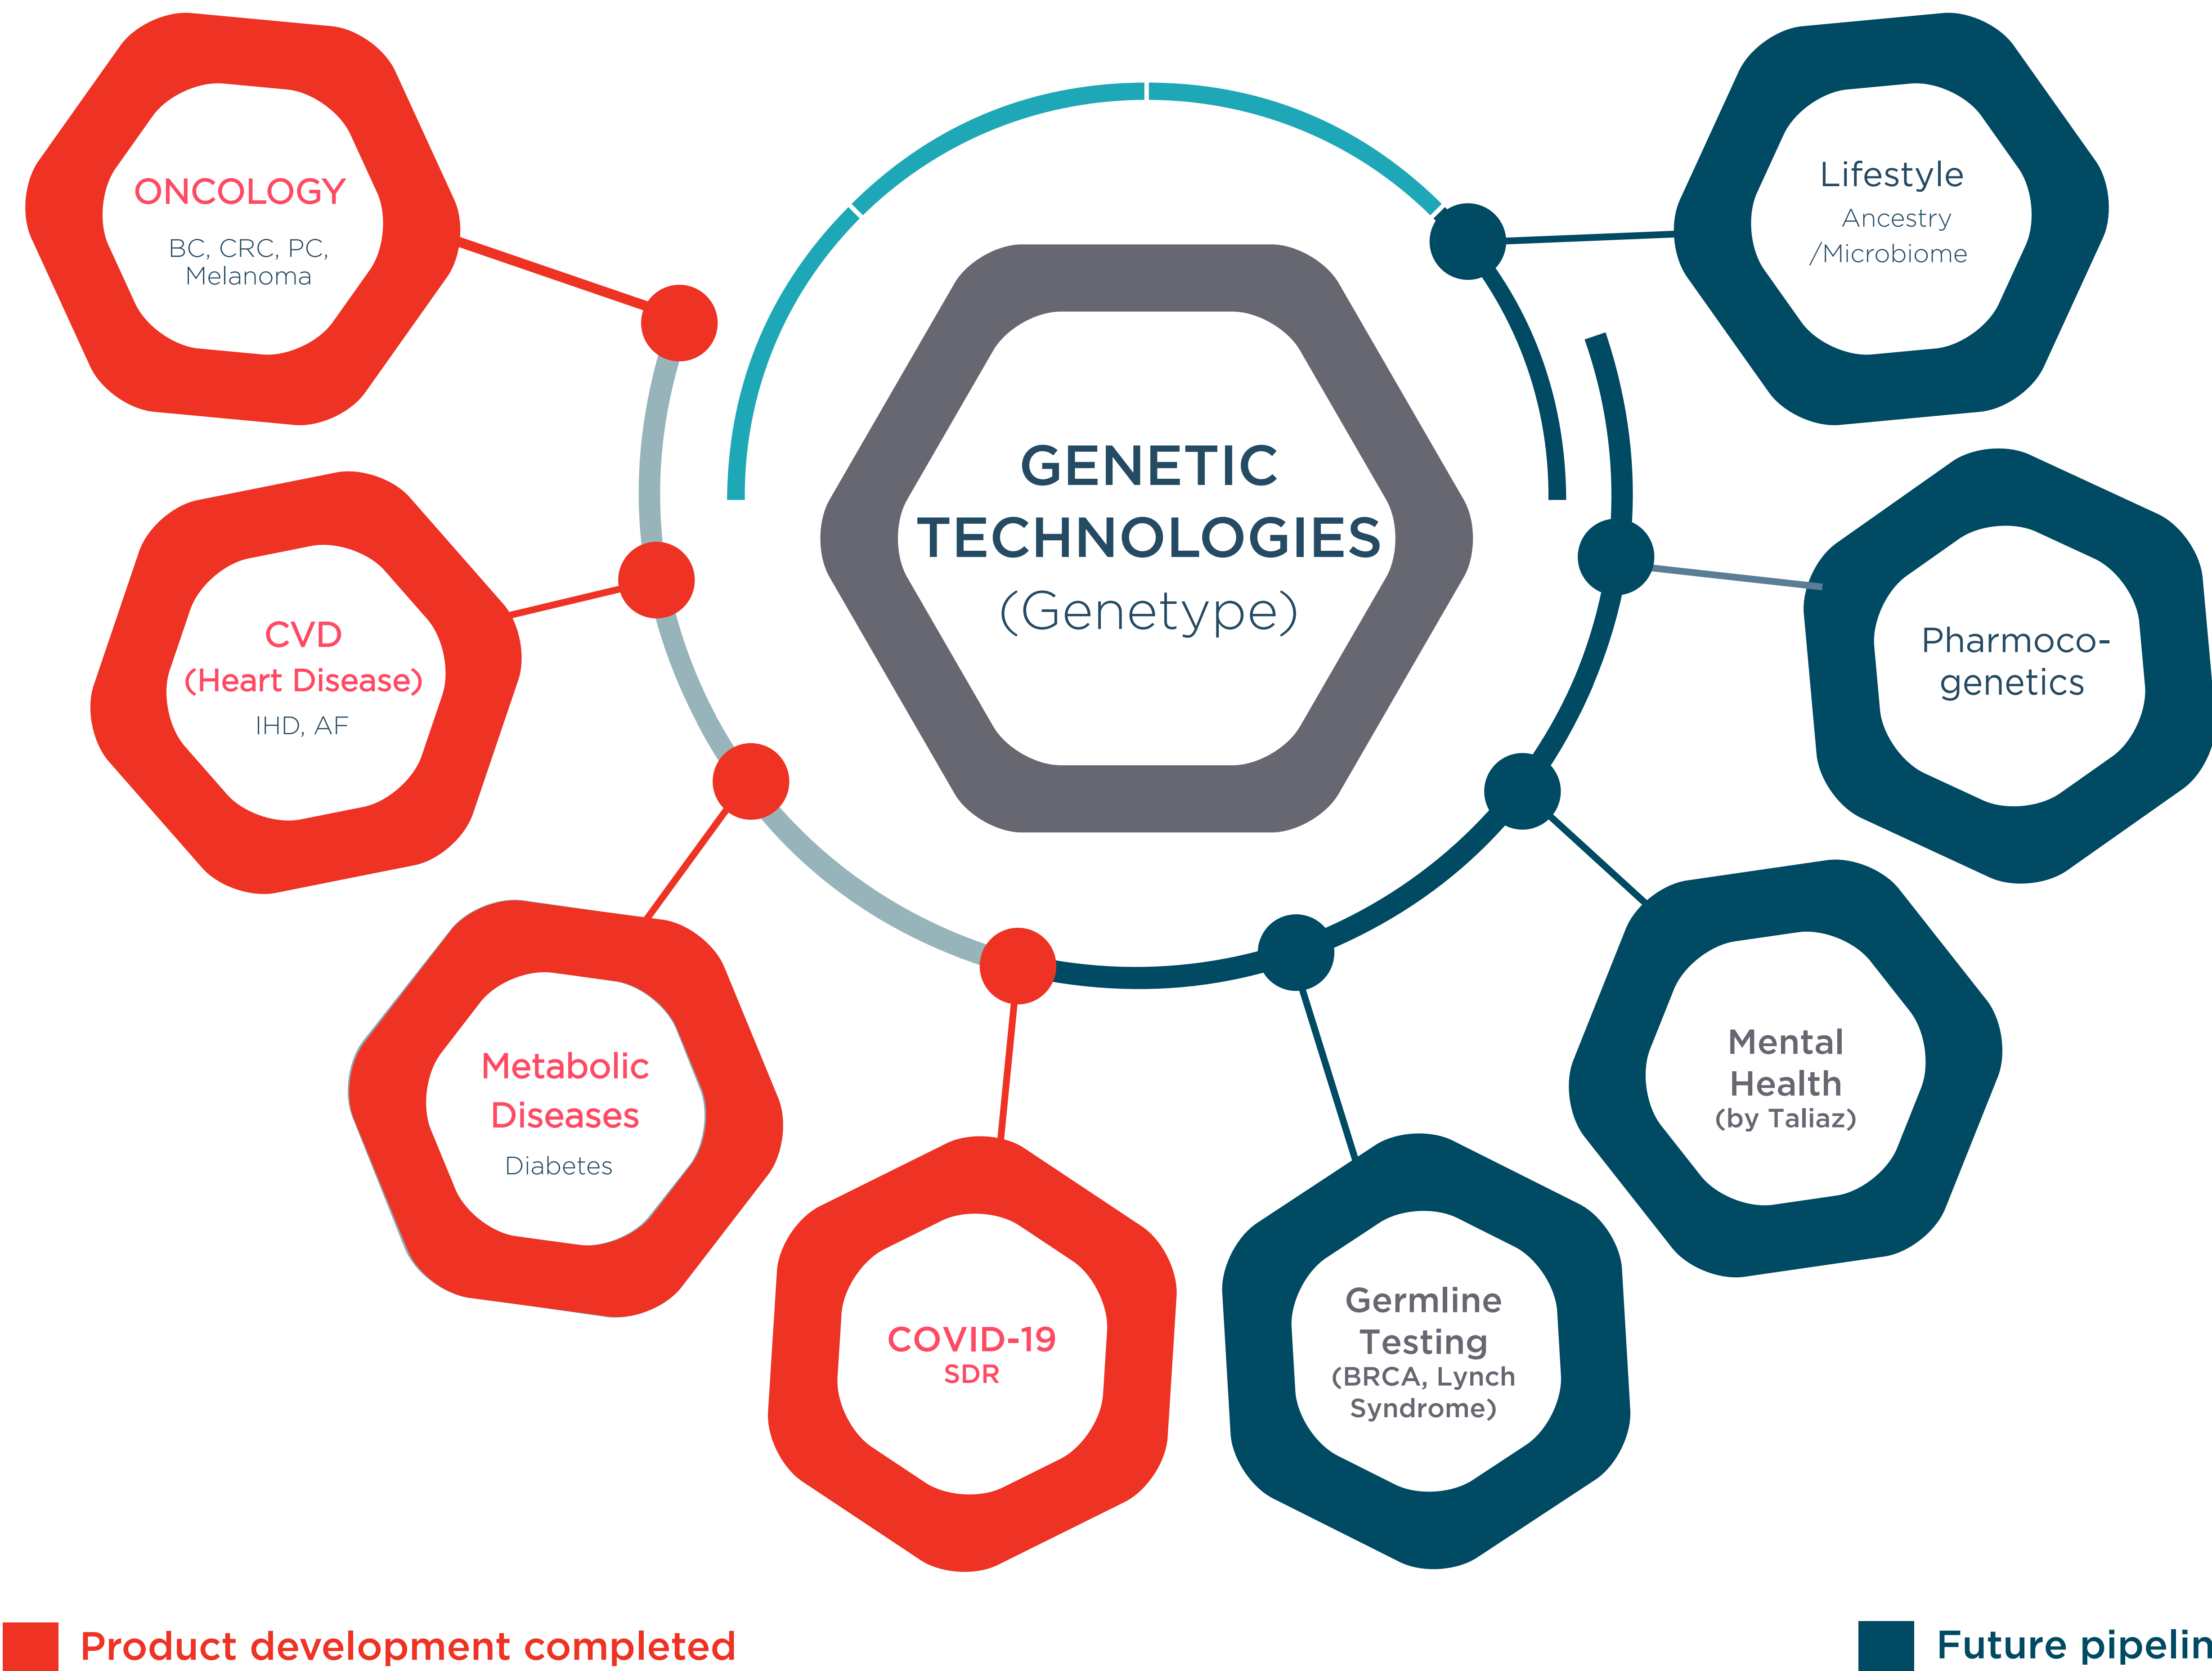 ONCOLOGY
BC, CRC, PC,
Melanoma
CVD
(Heart Disease)
IHD, AF
Metabolic
Diseases
Diabetes
COVID-19
SDR
GENETIC
TECHNOLOGIES
(Genetype)
Lifestyle
Ancestry
/Microbiome
Pharmoco-
genetics
Mental
Health
(by Taliaz)
Germline
Testing
(BRCA, Lynch
Syndrome)
Product development completed
Future pipelin